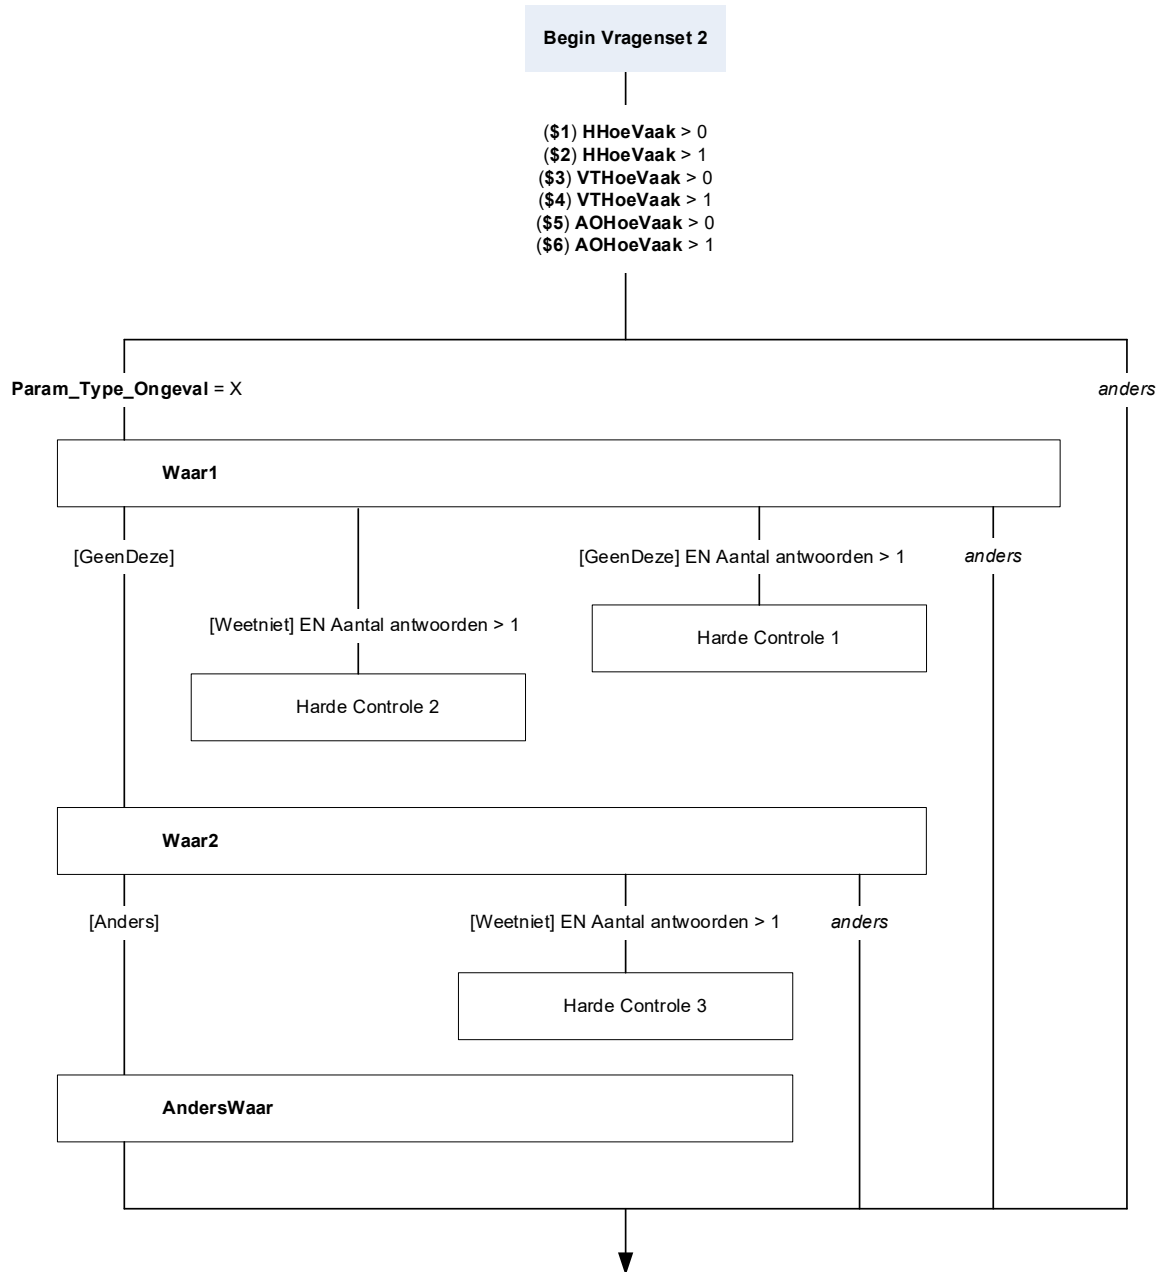 Begin Vragenset 2
($1) HHoeVaak > 0
($2) HHoeVaak > 1
($3) VTHoeVaak > 0
($4) VTHoeVaak > 1
($5) AOHoeVaak > 0
($6) AOHoeVaak > 1
Param_Type_Ongeval = X
anders
Waar1
[GeenDeze]
[GeenDeze] EN Aantal antwoorden > 1
anders
[Weetniet] EN Aantal antwoorden > 1
Harde Controle 1
Harde Controle 2
Waar2
[Anders]
[Weetniet] EN Aantal antwoorden > 1
anders
Harde Controle 3
AndersWaar